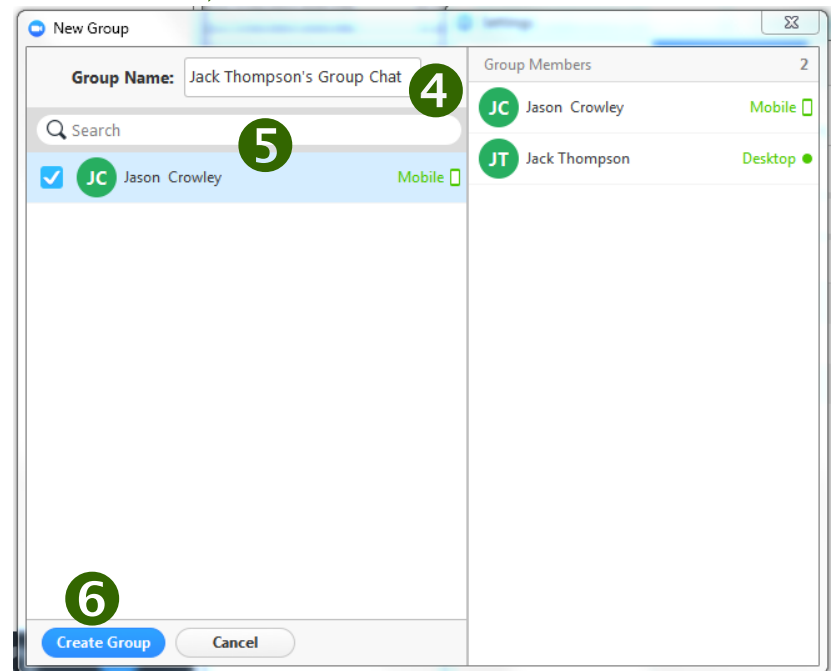 New Group
Settings
Group Name: Jack Thompson's Group Chat
4
Search
5
JC Jason Crowley Mobile
Group Members 2
JC Jason Crowley Mobile
JT Jack Thompson Desktop
6
Create Group Cancel